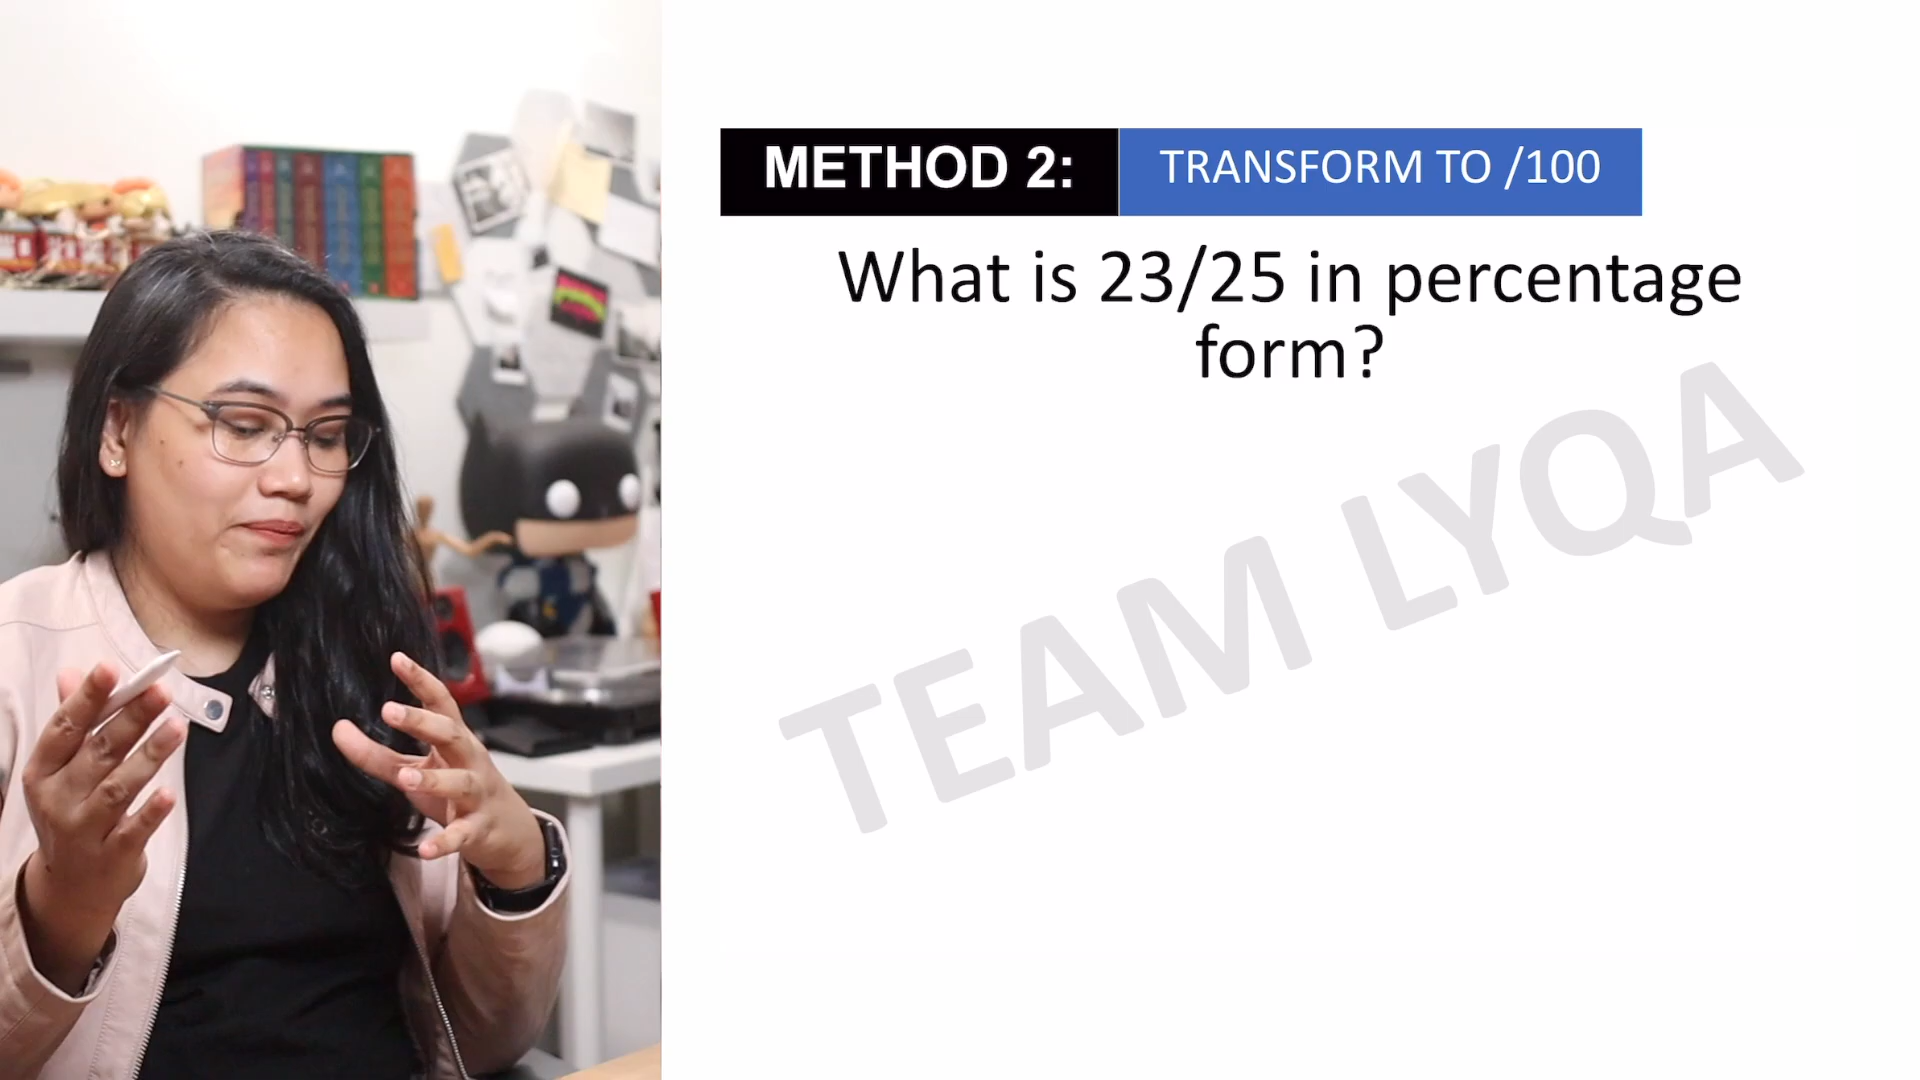 METHOD 2: TRANSFORM TO /100
What is 23/25 in percentage
form?
TEAM LYQA